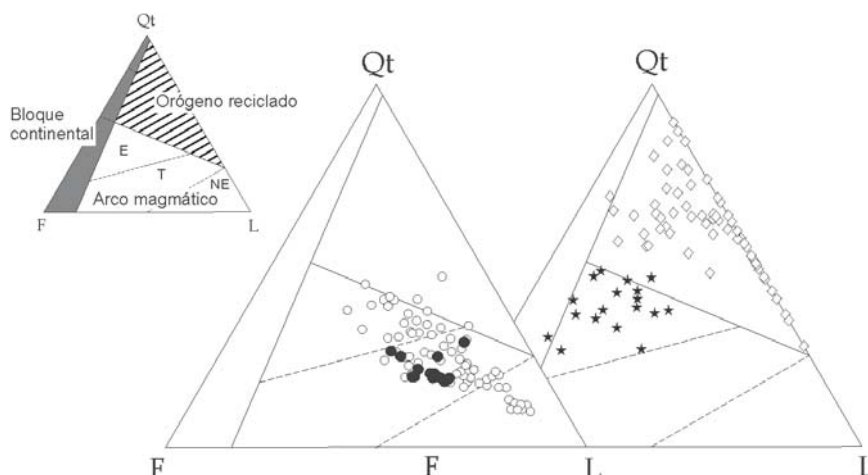 Qt
Bloque
continental
Orógeno reciclado
E
T
NE
Arco magmático
F
L
Qt
Qt
F
F
L